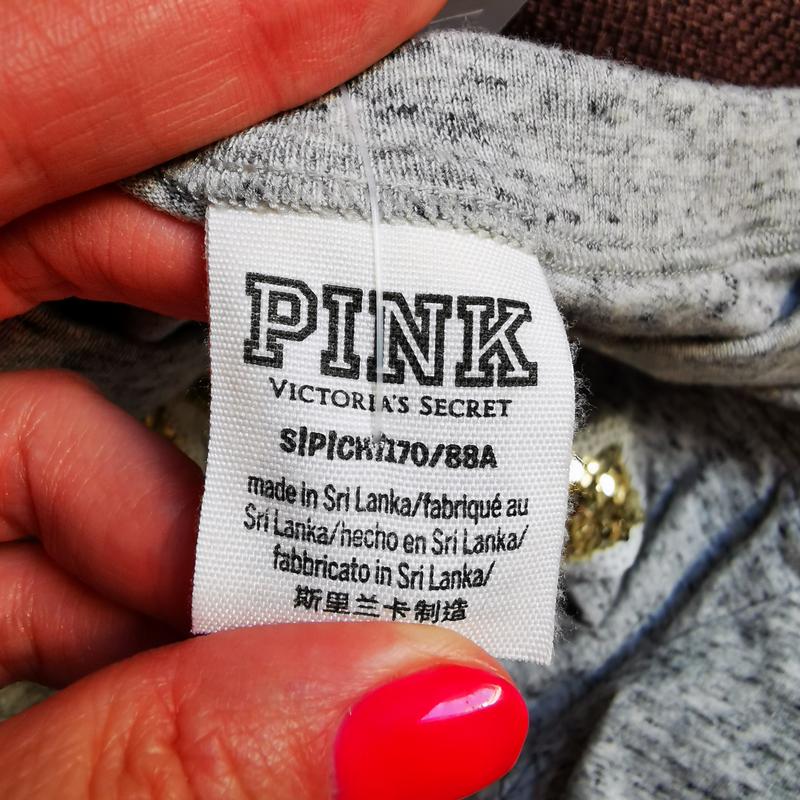 PINK
VICTORIA'S SECRET
S|P|CH/170/88A
made in Sri Lanka/fabriqué au
Sri Lanka/hecho en Sri Lanka/
fabbricato in Sri Lanka/
斯里兰卡制造